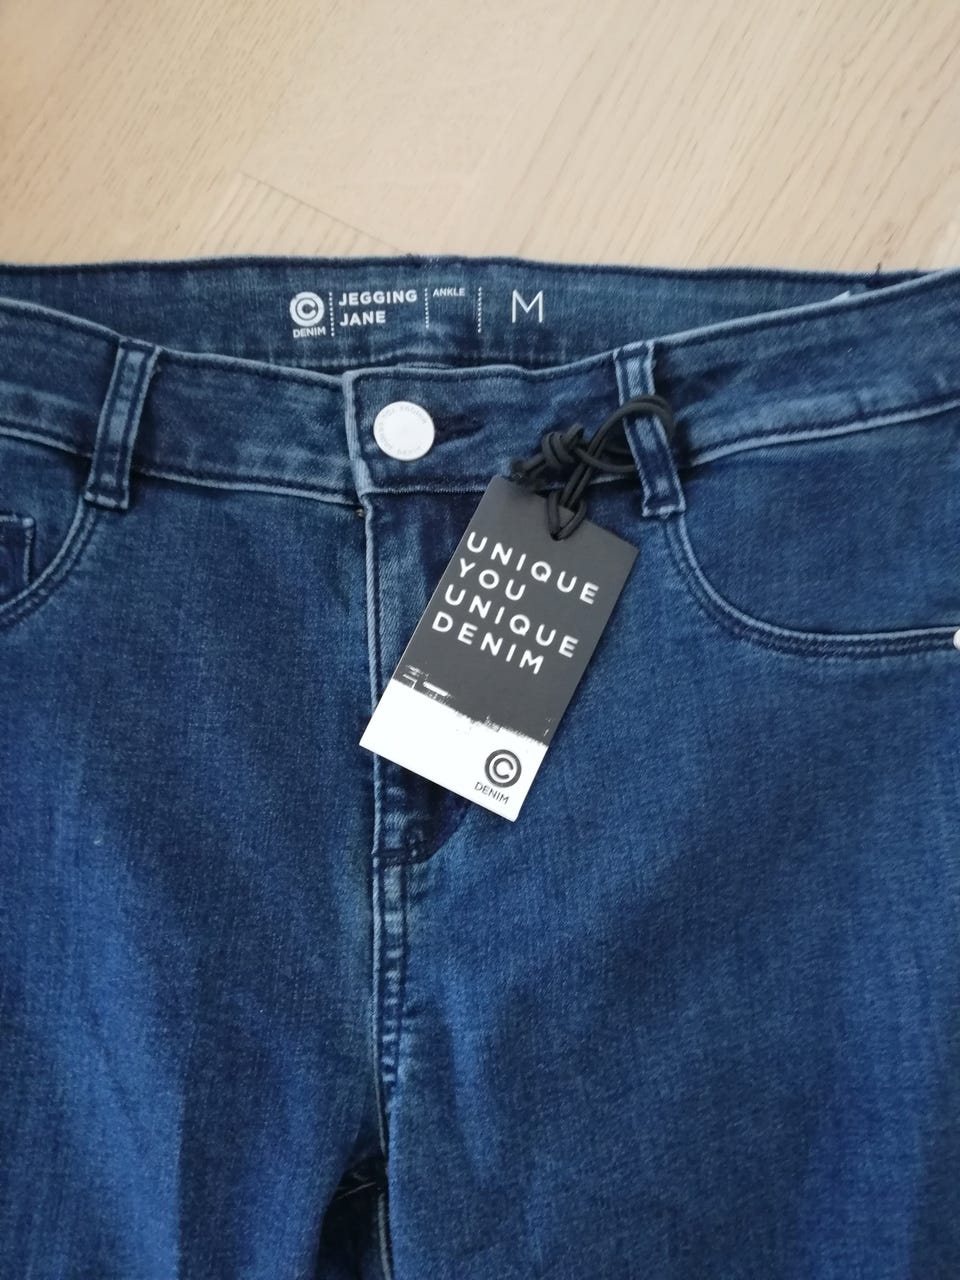 © DENIM
JEGGING
JANE
ANKLE
M
UNIQUE
YOU
UNIQUE
DENIM
©
DENIM